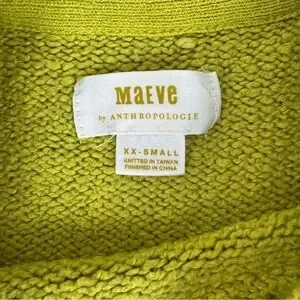 MaEVe
by ANTHROPOLOGIE
XX-SMALL
KNITTED IN TAIWAN
FINISHED IN CHINA